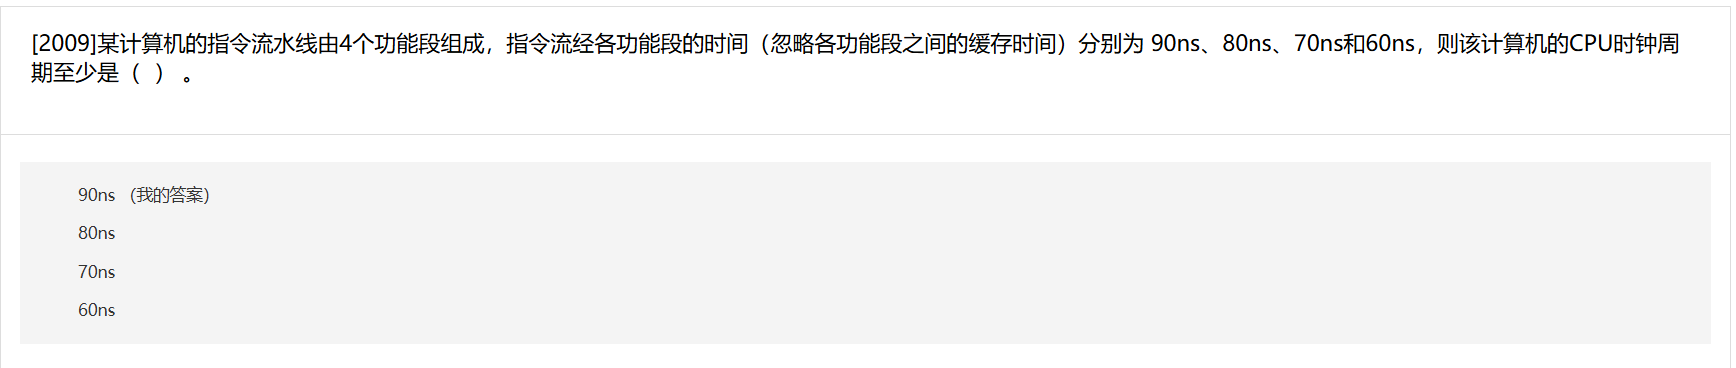 [2009]某计算机的指令流水线由4个功能段组成，指令流经各功能段的时间（忽略各功能段之间的缓存时间）分别为 90ns、80ns、70ns和60ns，则该计算机的CPU时钟周
期至少是（  ） 。
90ns （我的答案）
80ns
70ns
60ns